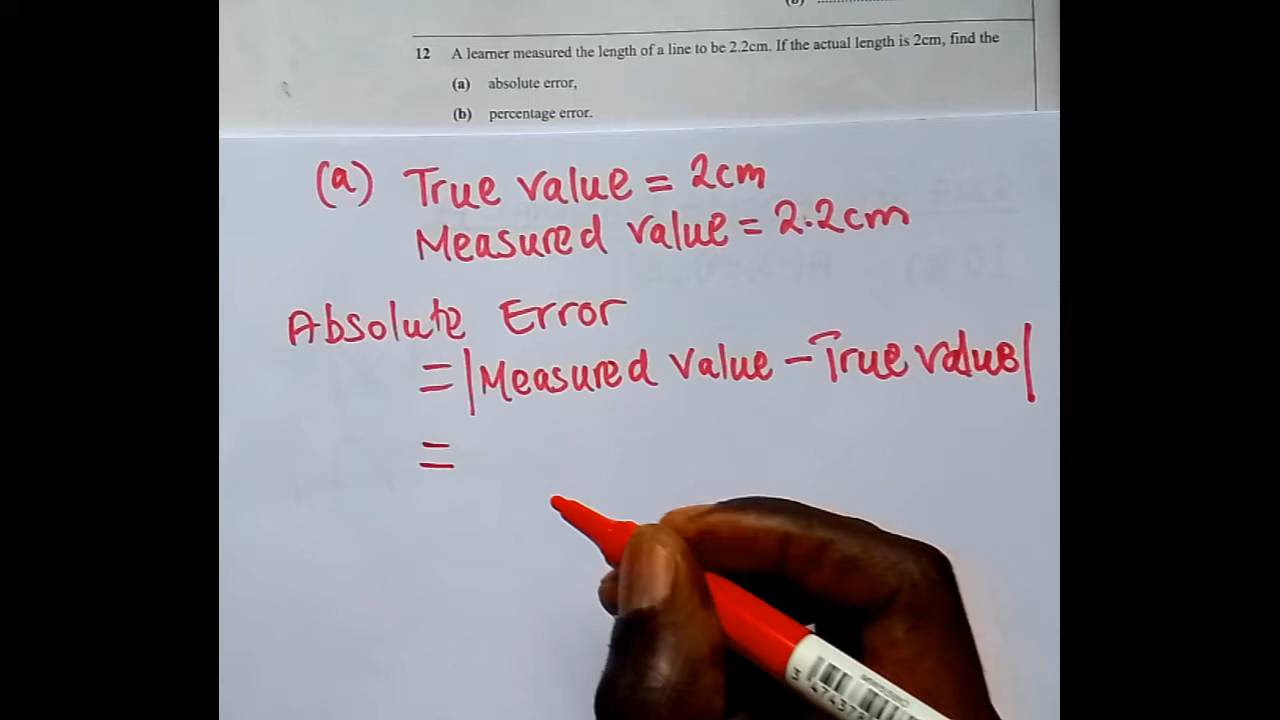 (b) ..................
12 A learner measured the length of a line to be 2.2cm. If the actual length is 2cm, find the
(a) absolute error,
(b) percentage error.
(a) True value = 2cm
Measured value = 2.2cm
Absolute Error
= |Measured Value - True value|
=